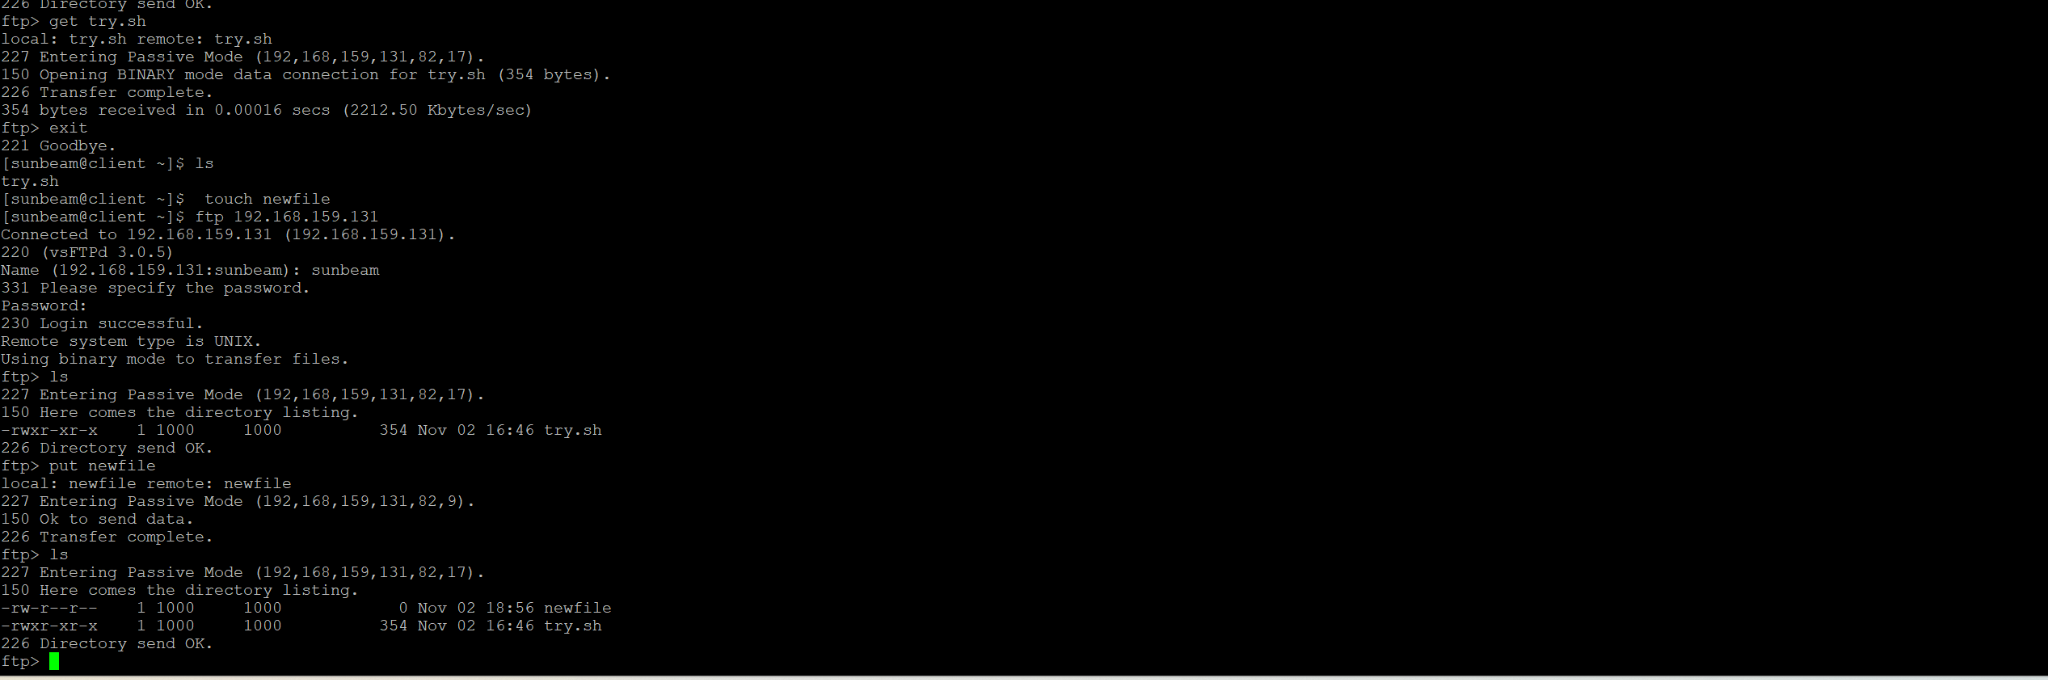 226 Directory send OK.
ftp> get try.sh
local: try.sh remote: try.sh
227 Entering Passive Mode (192,168,159,131,82,17).
150 Opening BINARY mode data connection for try.sh (354 bytes).
226 Transfer complete.
354 bytes received in 0.00016 secs (2212.50 Kbytes/sec)
ftp> exit
221 Goodbye.
[sunbeam@client ~]$ ls
try.sh
[sunbeam@client ~]$  touch newfile
[sunbeam@client ~]$ ftp 192.168.159.131
Connected to 192.168.159.131 (192.168.159.131).
220 (vsFTPd 3.0.5)
Name (192.168.159.131:sunbeam): sunbeam
331 Please specify the password.
Password:
230 Login successful.
Remote system type is UNIX.
Using binary mode to transfer files.
ftp> ls
227 Entering Passive Mode (192,168,159,131,82,17).
150 Here comes the directory listing.
-rwxr-xr-x    1 1000     1000          354 Nov 02 16:46 try.sh
226 Directory send OK.
ftp> put newfile
local: newfile remote: newfile
227 Entering Passive Mode (192,168,159,131,82,9).
150 Ok to send data.
226 Transfer complete.
ftp> ls
227 Entering Passive Mode (192,168,159,131,82,17).
150 Here comes the directory listing.
-rw-r--r--    1 1000     1000            0 Nov 02 18:56 newfile
-rwxr-xr-x    1 1000     1000          354 Nov 02 16:46 try.sh
226 Directory send OK.
ftp>